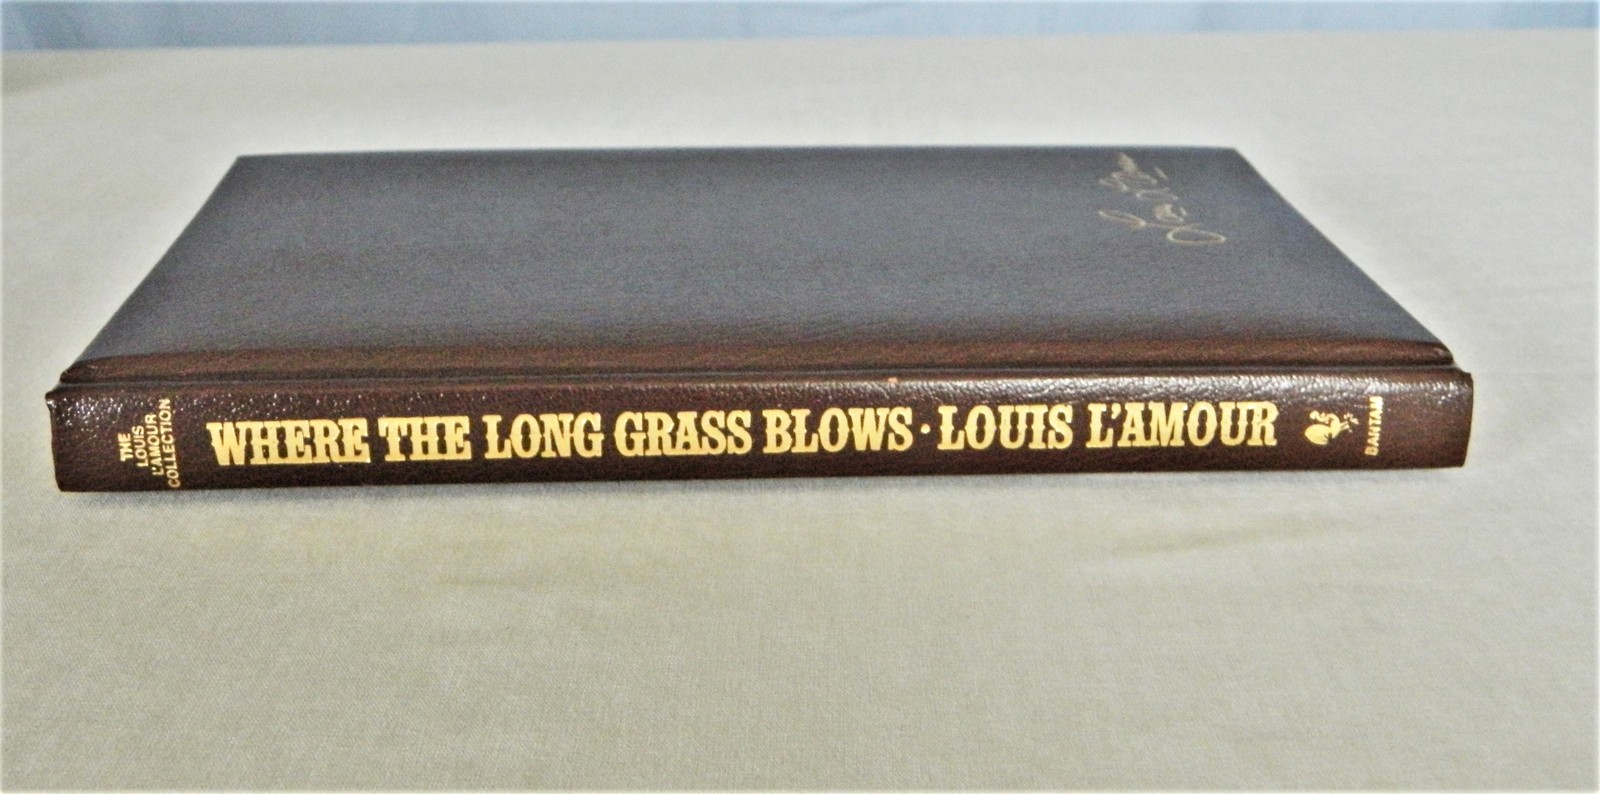 THE
LOUIS
L'AMOUR
COLLECTION
WHERE THE LONG GRASS BLOWS · LOUIS L'AMOUR
BANTAM